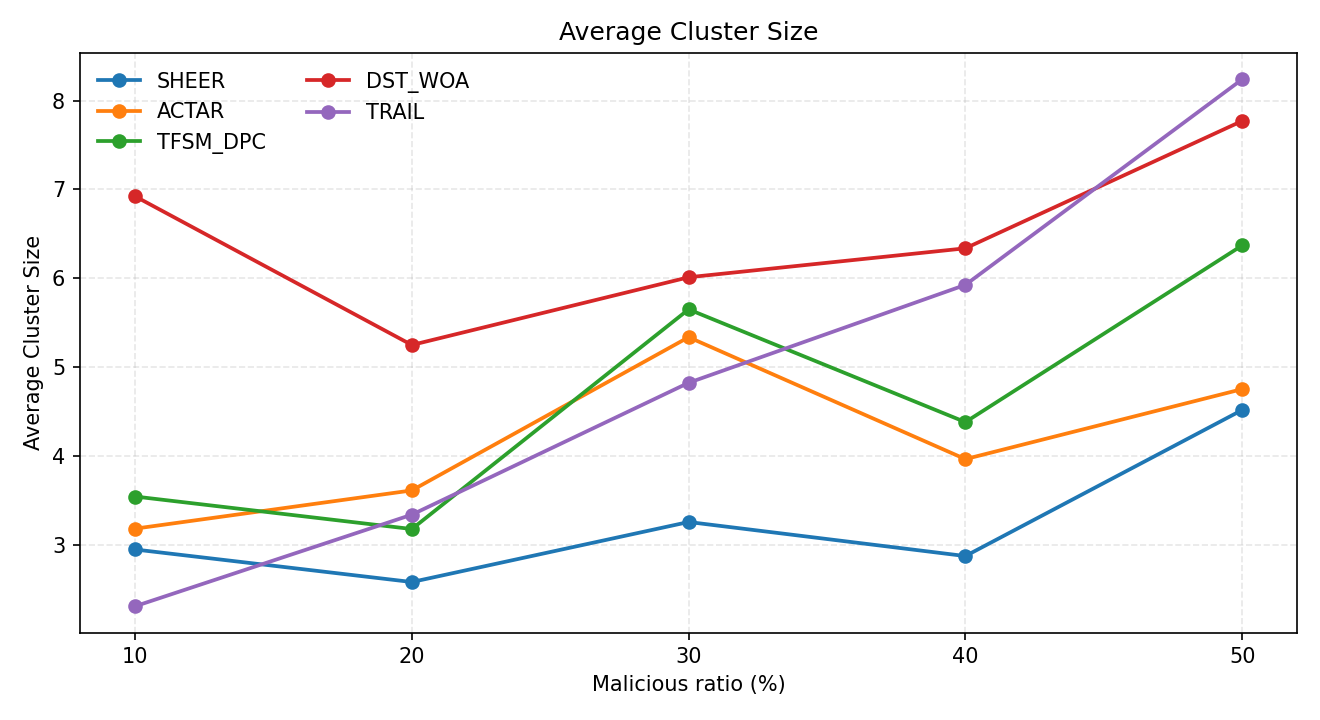 Average Cluster Size
SHEER
ACTAR
TFSM_DPC
DST_WOA
TRAIL
Average Cluster Size
8
7
6
5
4
3
10 20 30 40 50
Malicious ratio (%)